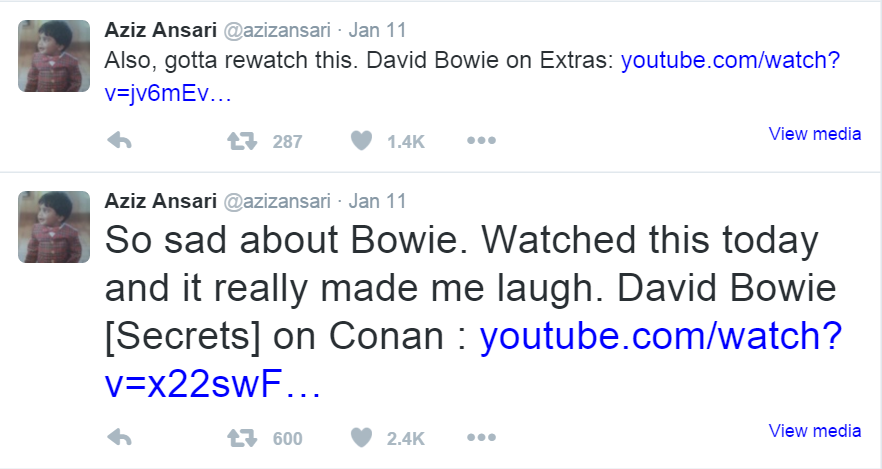 Aziz Ansari @azizansari · Jan 11
Also, gotta rewatch this. David Bowie on Extras: youtube.com/watch?
v=jv6mEv…
287 1.4K ••• View media
Aziz Ansari @azizansari · Jan 11
So sad about Bowie. Watched this today
and it really made me laugh. David Bowie
[Secrets] on Conan : youtube.com/watch?
v=x22swF…
600 2.4K ••• View media